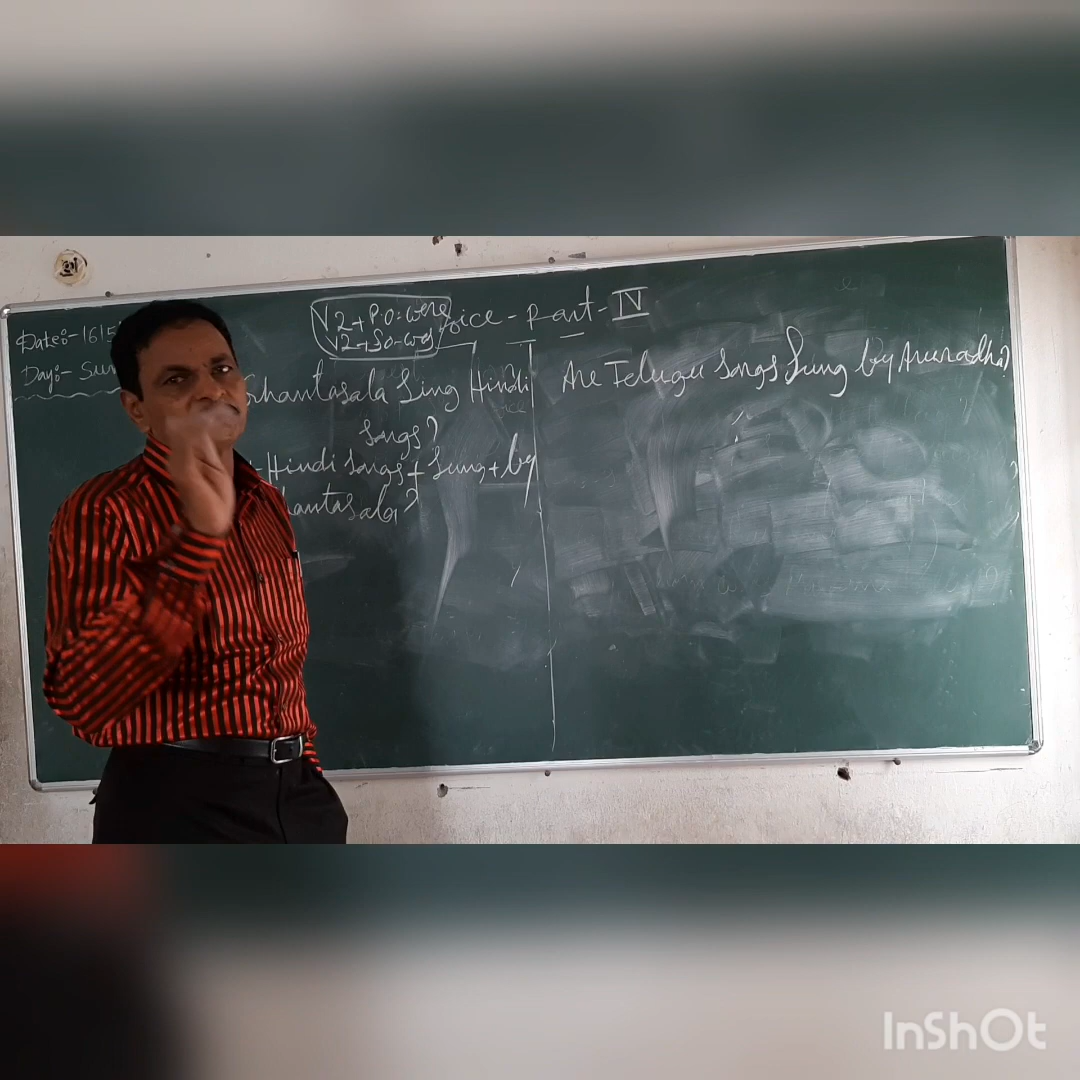 Date:- 1615
Day:- Sun
V2+P.O=were
V2+SO-was
oice - Part - IV
Ghantasala Sing Hindi
Songs?
-Hindi songs + Sung + by
hantasala?
Are Telugu songs Sung by Anuradha?
InShOt